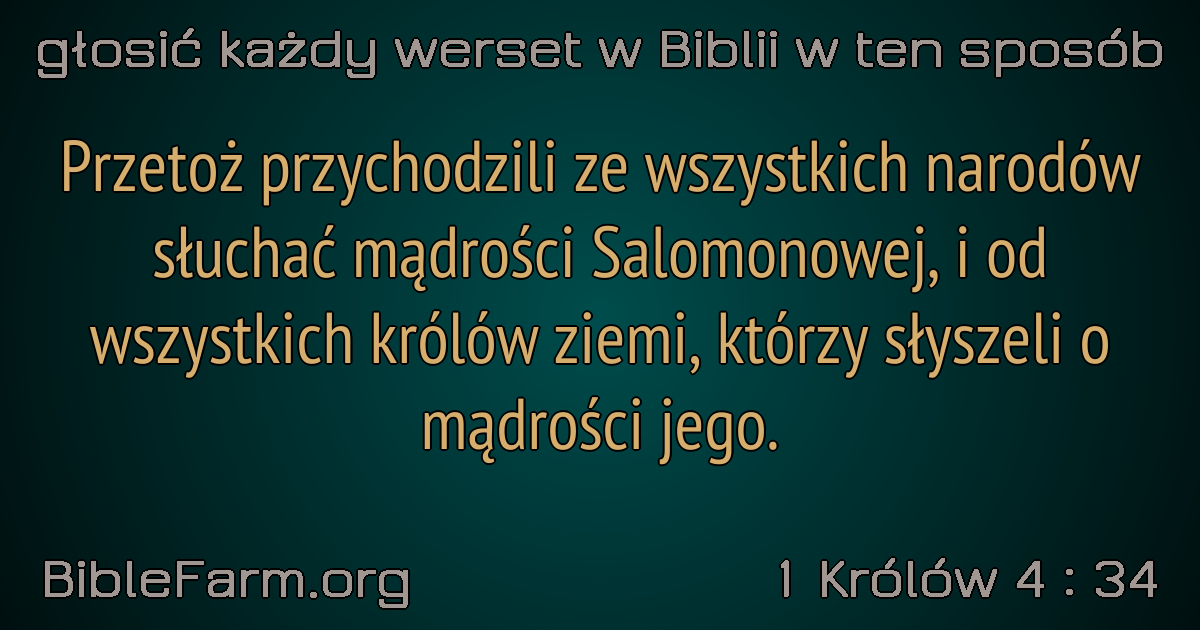 głosić każdy werset w Biblii w ten sposób
Przetoż przychodzili ze wszystkich narodów
słuchać mądrości Salomonowej, i od
wszystkich królów ziemi, którzy słyszeli o
mądrości jego.
BibleFarm.org
1 Królów 4 : 34